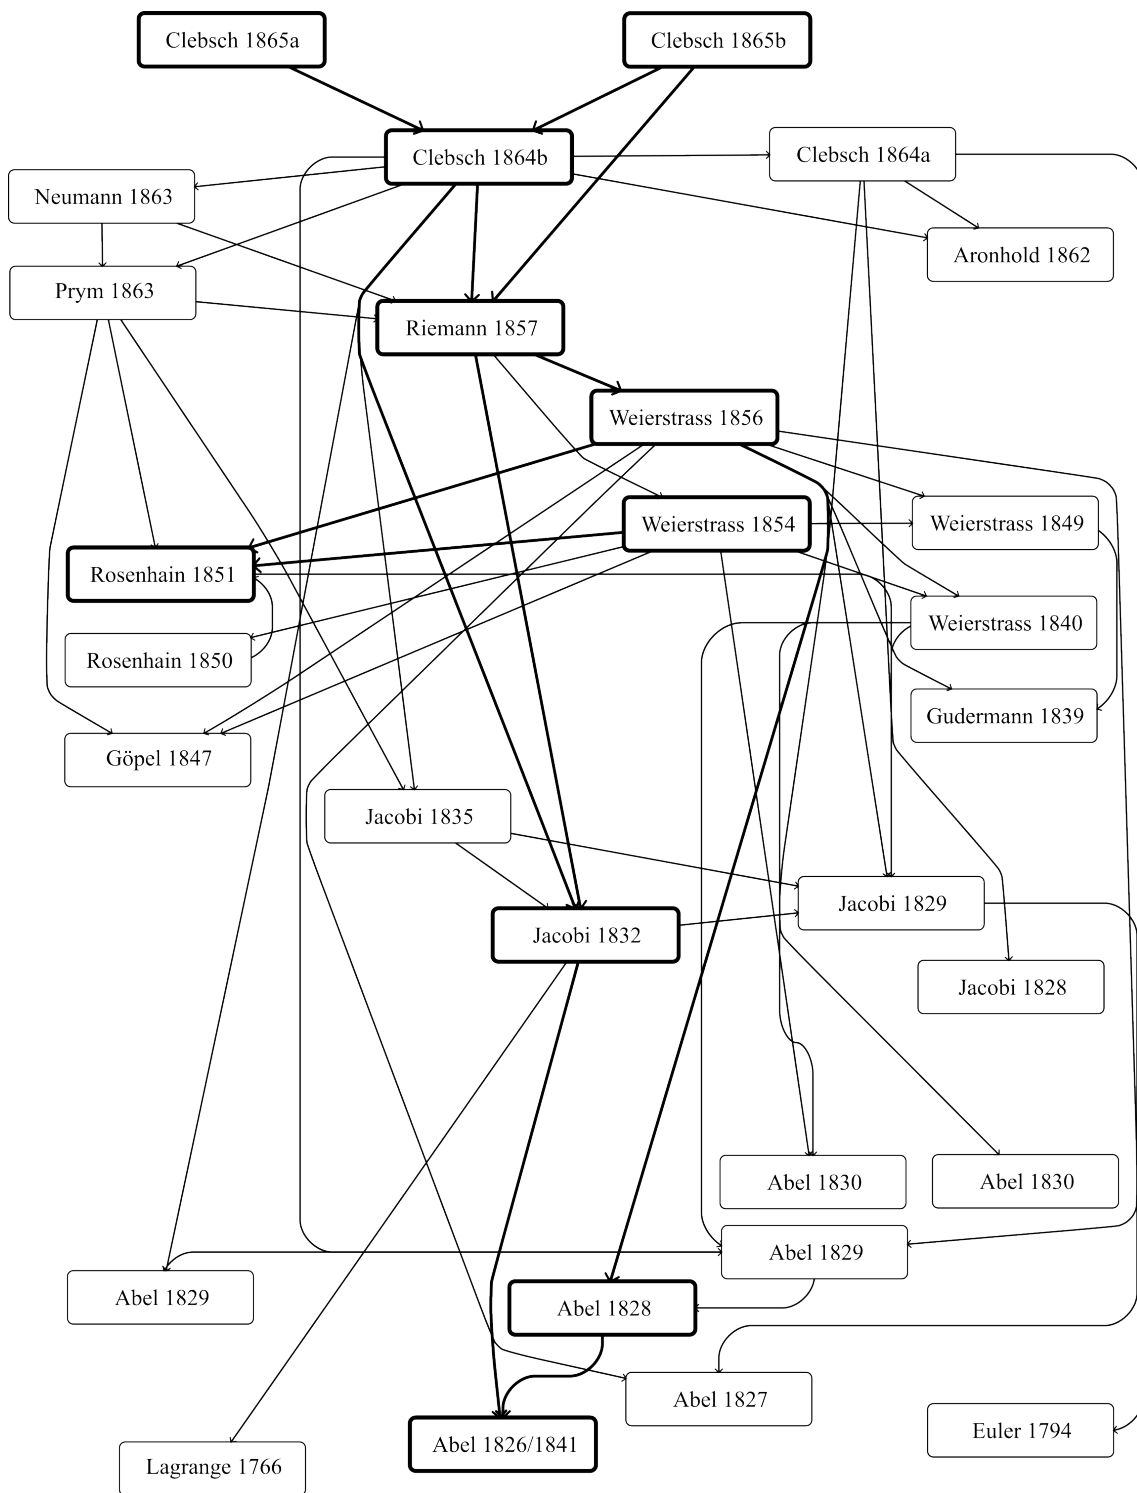 Clebsch 1865a
Clebsch 1865b
Clebsch 1864b
Clebsch 1864a
Neumann 1863
Aronhold 1862
Prym 1863
Riemann 1857
Weierstrass 1856
Weierstrass 1854
Weierstrass 1849
Rosenhain 1851
Weierstrass 1840
Rosenhain 1850
Gudermann 1839
Göpel 1847
Jacobi 1835
Jacobi 1829
Jacobi 1832
Jacobi 1828
Abel 1830
Abel 1830
Abel 1829
Abel 1829
Abel 1828
Abel 1827
Euler 1794
Abel 1826/1841
Lagrange 1766